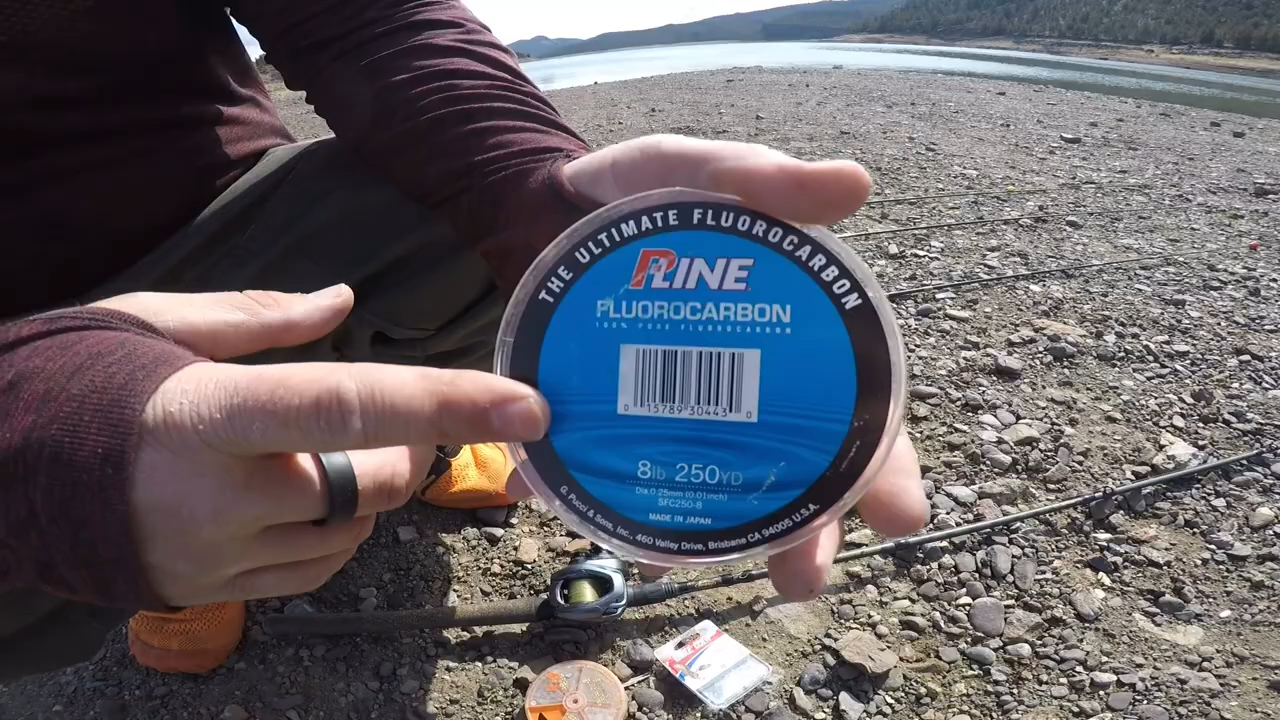 THE ULTIMATE FLUOROCARBON
P-LINE
FLUOROCARBON
100% PURE FLUOROCARBON
0 15789 30443 0
8lb 250YD
Dia.0.25mm (0.01inch)
SFC250-8
MADE IN JAPAN
G. Pucci & Sons, Inc., 460 Valley Drive, Brisbane CA 94005 U.S.A.